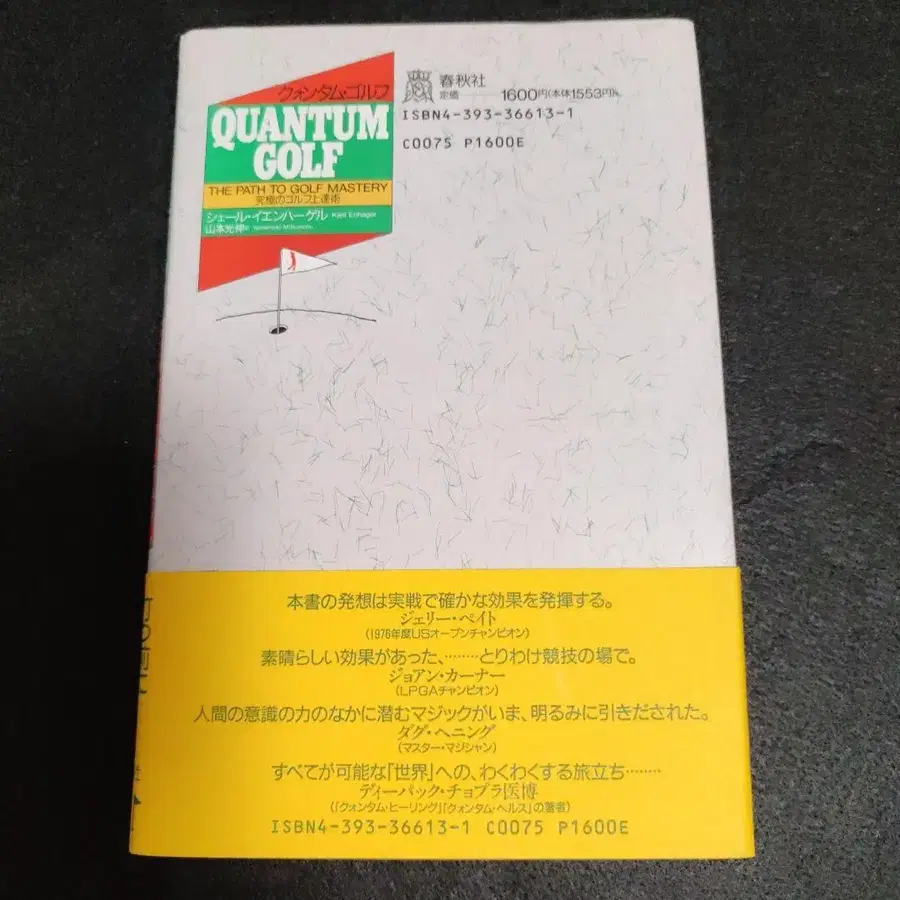 クォンタム・ゴルフ
QUANTUM
GOLF
THE PATH TO GOLF MASTERY
究極のゴルフ上達術
シェール・イエンハーゲル Kjell Enhager
山本光伸訳 Yamamoto Mitsunobu
春秋社
定価 1600円(本体1553円)
ISBN4-393-36613-1
C0075 P1600E
本書の発想は実戦で確かな効果を発揮する。
ジェリー・ペイト
(1976年度USオープンチャンピオン)
素晴らしい効果があった、………とりわけ競技の場で。
ジョアン・カーナー
(LPGAチャンピオン)
人間の意識の力のなかに潜むマジックがいま、明るみに引きだされた。
ダグ・ヘニング
(マスター・マジシャン)
すべてが可能な「世界」への、わくわくする旅立ち………
ディーパック・チョプラ医博
(「クォンタム・ヒーリング」「クォンタム・ヘルス」の著者)
ISBN4-393-36613-1 C0075 P1600E